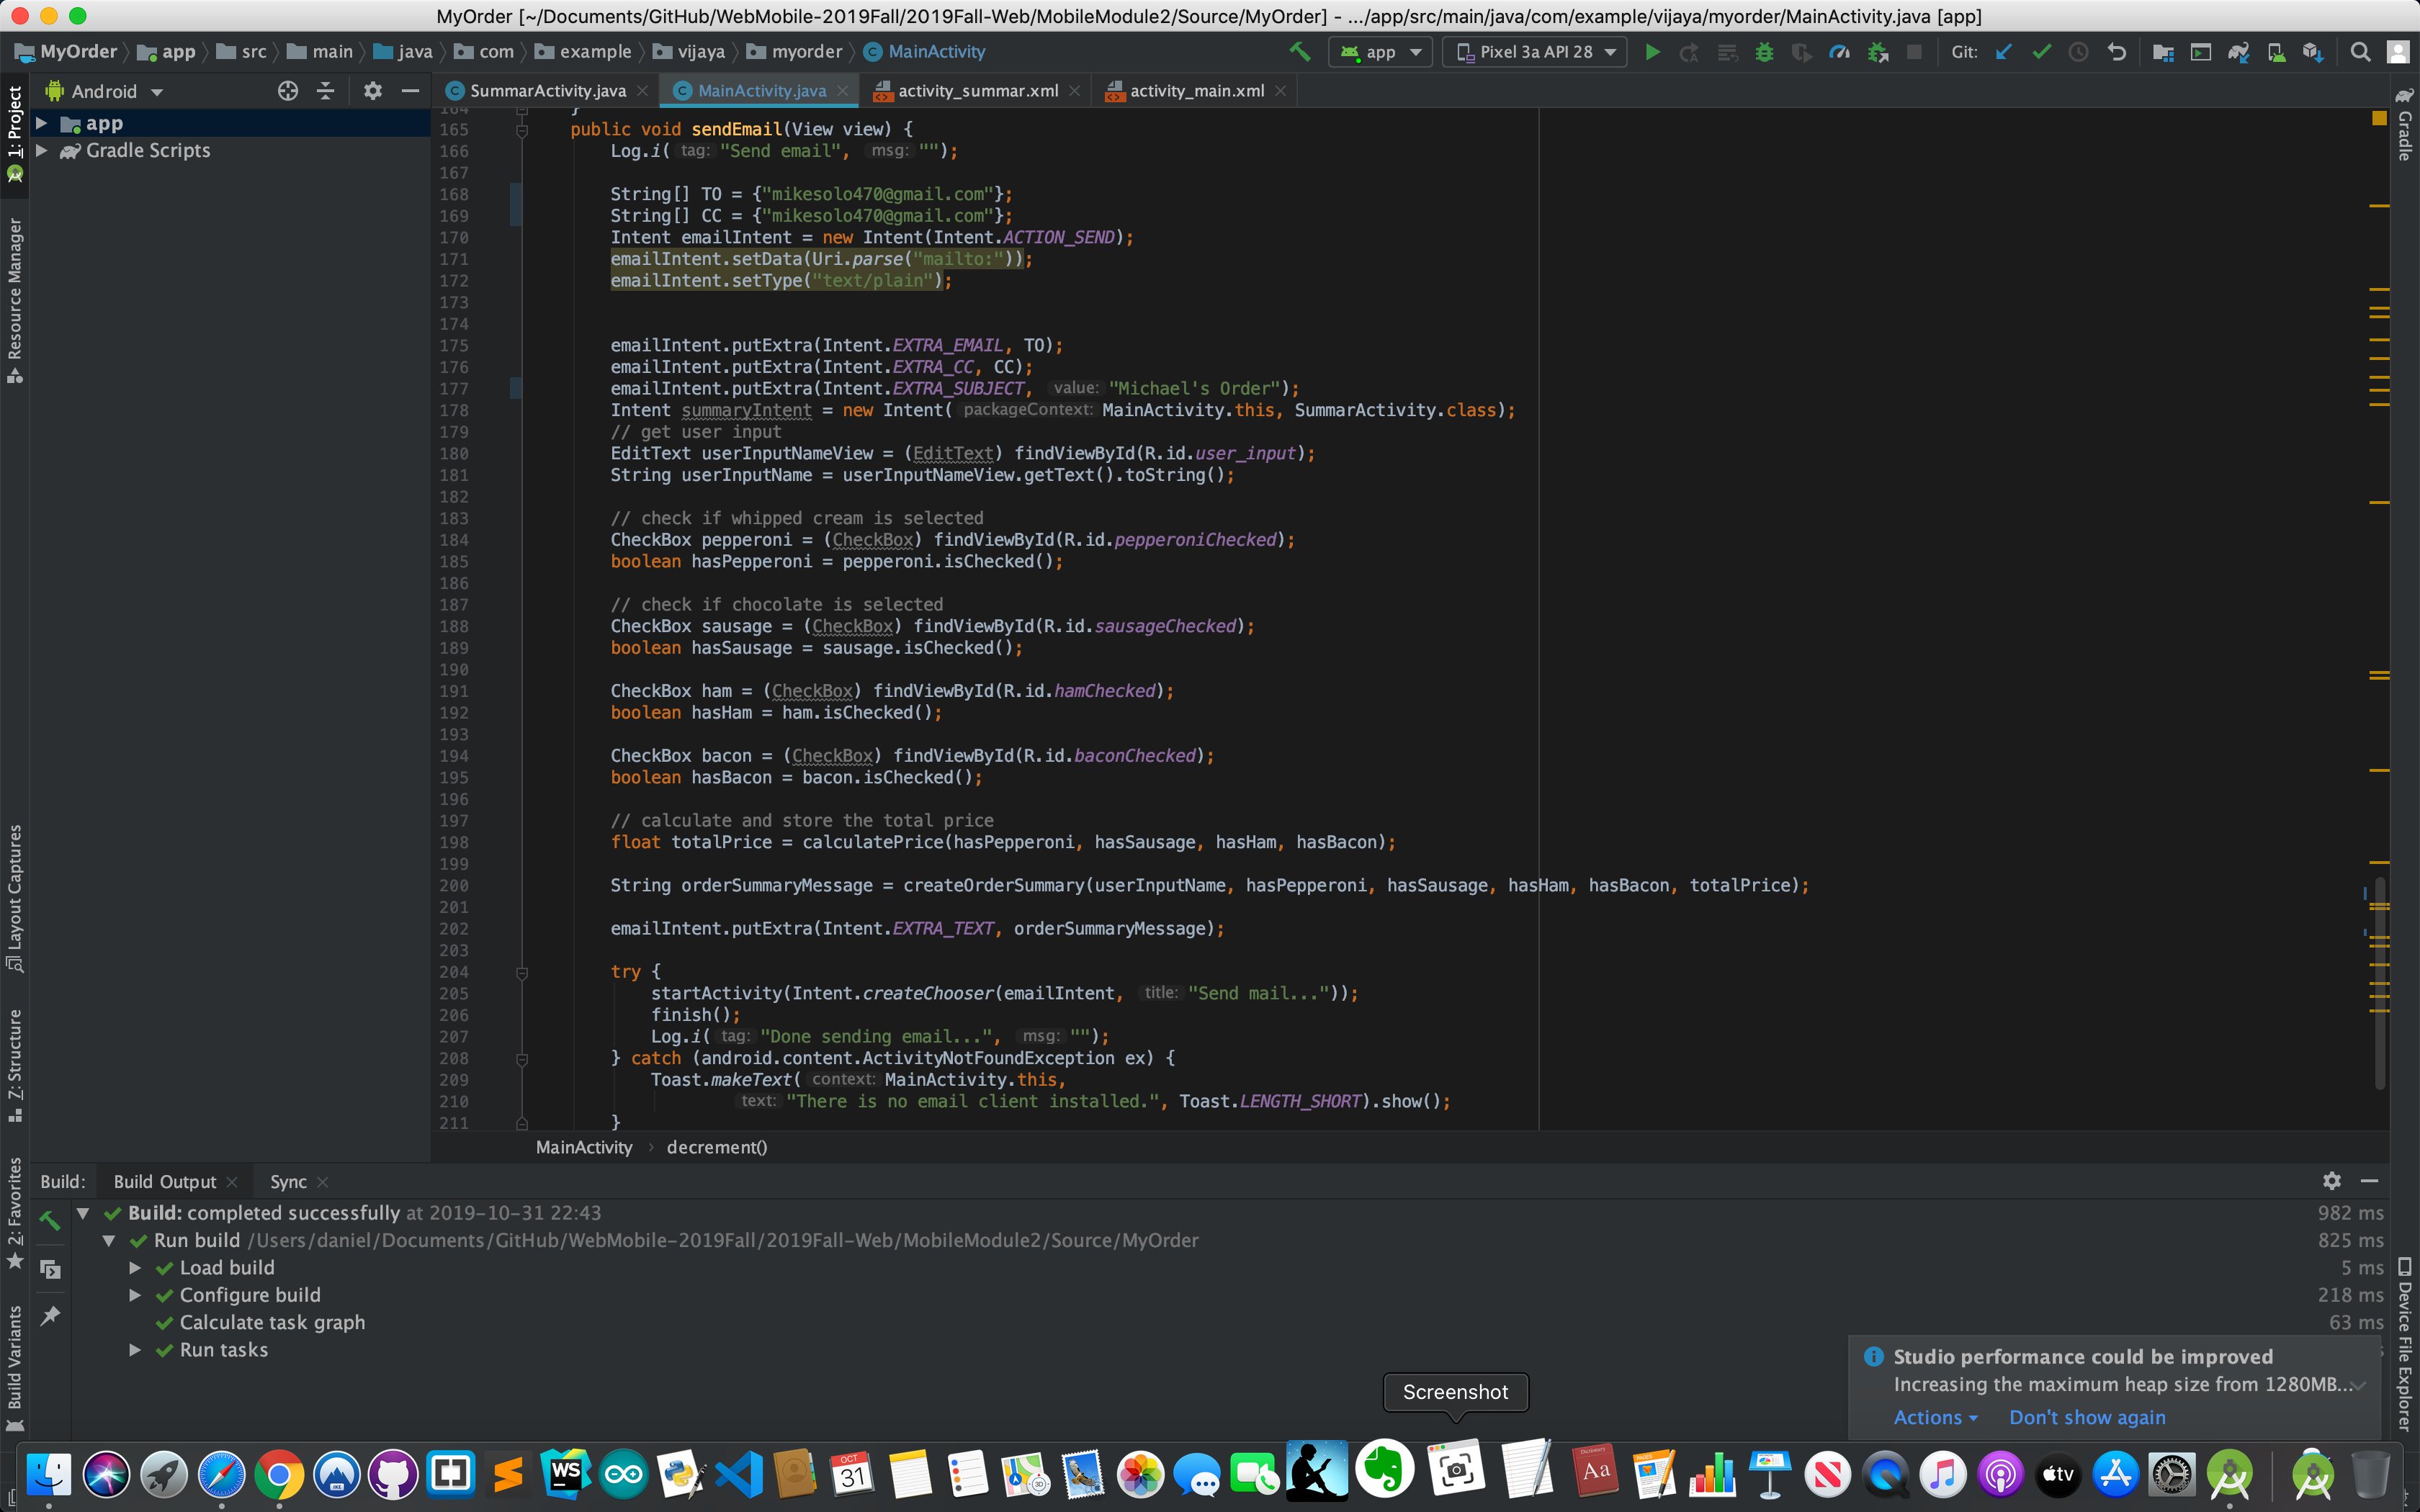 MyOrder [~/Documents/GitHub/WebMobile-2019Fall/2019Fall-Web/MobileModule2/Source/MyOrder] - .../app/src/main/java/com/example/vijaya/myorder/MainActivity.java [app]
MyOrder app src main java com example vijaya myorder MainActivity app Pixel 3a API 28 Git:
Android SummarActivity.java MainActivity.java activity_summar.xml activity_main.xml
1: Project
Resource Manager
Layout Captures
7: Structure
2: Favorites
Build Variants
app
Gradle Scripts
164 }
165 public void sendEmail(View view) {
166 Log.i( tag: "Send email", msg: "");
167
168 String[] TO = {"mikesolo470@gmail.com"};
169 String[] CC = {"mikesolo470@gmail.com"};
170 Intent emailIntent = new Intent(Intent.ACTION_SEND);
171 emailIntent.setData(Uri.parse("mailto:"));
172 emailIntent.setType("text/plain");
173
174
175 emailIntent.putExtra(Intent.EXTRA_EMAIL, TO);
176 emailIntent.putExtra(Intent.EXTRA_CC, CC);
177 emailIntent.putExtra(Intent.EXTRA_SUBJECT, value: "Michael's Order");
178 Intent summaryIntent = new Intent( packageContext: MainActivity.this, SummarActivity.class);
179 // get user input
180 EditText userInputNameView = (EditText) findViewById(R.id.user_input);
181 String userInputName = userInputNameView.getText().toString();
182
183 // check if whipped cream is selected
184 CheckBox pepperoni = (CheckBox) findViewById(R.id.pepperoniChecked);
185 boolean hasPepperoni = pepperoni.isChecked();
186
187 // check if chocolate is selected
188 CheckBox sausage = (CheckBox) findViewById(R.id.sausageChecked);
189 boolean hasSausage = sausage.isChecked();
190
191 CheckBox ham = (CheckBox) findViewById(R.id.hamChecked);
192 boolean hasHam = ham.isChecked();
193
194 CheckBox bacon = (CheckBox) findViewById(R.id.baconChecked);
195 boolean hasBacon = bacon.isChecked();
196
197 // calculate and store the total price
198 float totalPrice = calculatePrice(hasPepperoni, hasSausage, hasHam, hasBacon);
199
200 String orderSummaryMessage = createOrderSummary(userInputName, hasPepperoni, hasSausage, hasHam, hasBacon, totalPrice);
201
202 emailIntent.putExtra(Intent.EXTRA_TEXT, orderSummaryMessage);
203
204 try {
205 startActivity(Intent.createChooser(emailIntent, title: "Send mail..."));
206 finish();
207 Log.i( tag: "Done sending email...", msg: "");
208 } catch (android.content.ActivityNotFoundException ex) {
209 Toast.makeText( context: MainActivity.this,
210 text: "There is no email client installed.", Toast.LENGTH_SHORT).show();
211 }
MainActivity › decrement()
Gradle
Device File Explorer
Build: Build Output Sync
Build: completed successfully at 2019-10-31 22:43 982 ms
Run build /Users/daniel/Documents/GitHub/WebMobile-2019Fall/2019Fall-Web/MobileModule2/Source/MyOrder 825 ms
Load build 5 ms
Configure build 218 ms
Calculate task graph 63 ms
Run tasks
Studio performance could be improved
Increasing the maximum heap size from 1280MB...
Actions Don't show again
Screenshot
WS
OCT
31
Aa
tv